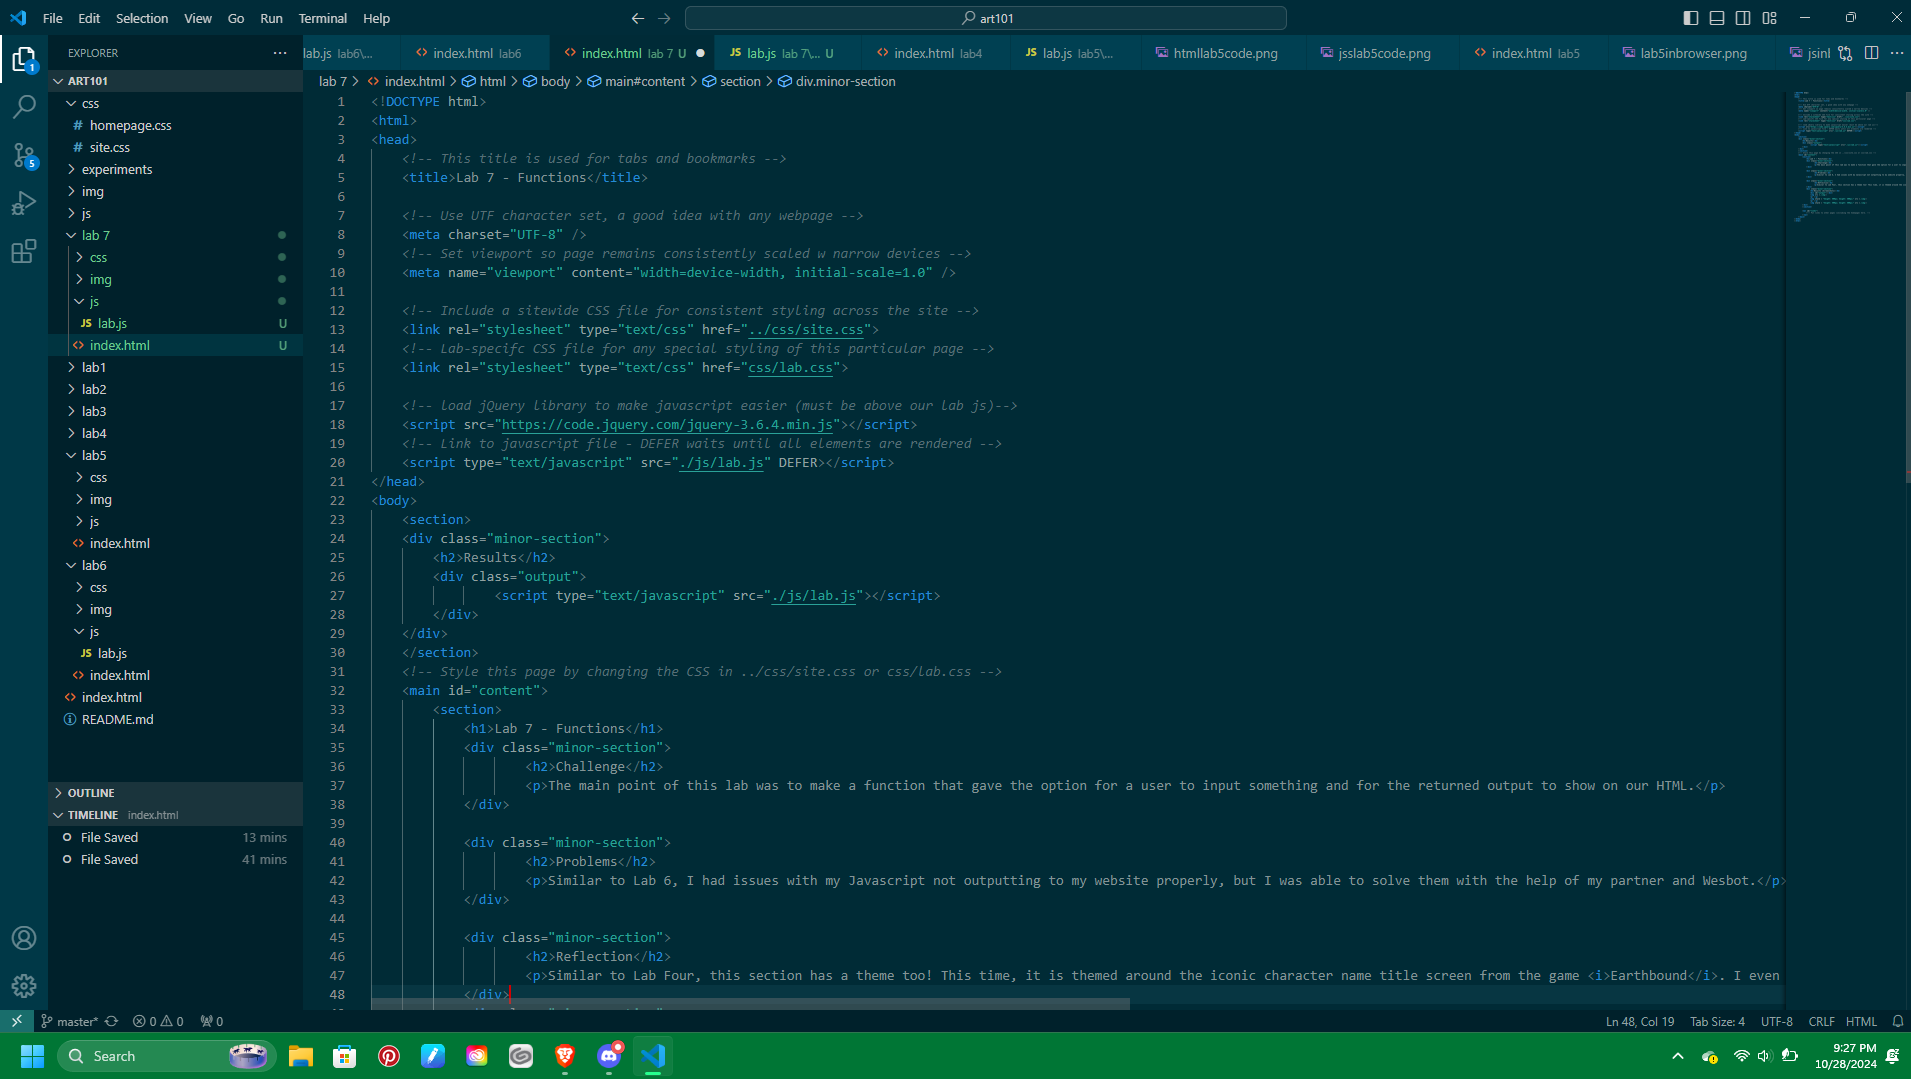 File Edit Selection View Go Run Terminal Help
art101
EXPLORER
lab.js lab6\...
index.html lab6
index.html lab 7 U
JS lab.js lab 7\... U
index.html lab4
JS lab.js lab5\...
htmllab5code.png
jsslab5code.png
index.html lab5
lab5inbrowser.png
jsinl
lab 7 > index.html > html > body > main#content > section > div.minor-section
ART101
css
# homepage.css
# site.css
experiments
img
js
lab 7
css
img
js
JS lab.js U
index.html U
lab1
lab2
lab3
lab4
lab5
css
img
js
index.html
lab6
css
img
js
JS lab.js
index.html
index.html
README.md
OUTLINE
TIMELINE index.html
File Saved 13 mins
File Saved 41 mins
1 <!DOCTYPE html>
2 <html>
3 <head>
4 <!-- This title is used for tabs and bookmarks -->
5 <title>Lab 7 - Functions</title>
6
7 <!-- Use UTF character set, a good idea with any webpage -->
8 <meta charset="UTF-8" />
9 <!-- Set viewport so page remains consistently scaled w narrow devices -->
10 <meta name="viewport" content="width=device-width, initial-scale=1.0" />
11
12 <!-- Include a sitewide CSS file for consistent styling across the site -->
13 <link rel="stylesheet" type="text/css" href="../css/site.css">
14 <!-- Lab-specifc CSS file for any special styling of this particular page -->
15 <link rel="stylesheet" type="text/css" href="css/lab.css">
16
17 <!-- load jQuery library to make javascript easier (must be above our lab js)-->
18 <script src="https://code.jquery.com/jquery-3.6.4.min.js"></script>
19 <!-- Link to javascript file - DEFER waits until all elements are rendered -->
20 <script type="text/javascript" src="./js/lab.js" DEFER></script>
21 </head>
22 <body>
23 <section>
24 <div class="minor-section">
25 <h2>Results</h2>
26 <div class="output">
27 <script type="text/javascript" src="./js/lab.js"></script>
28 </div>
29 </div>
30 </section>
31 <!-- Style this page by changing the CSS in ../css/site.css or css/lab.css -->
32 <main id="content">
33 <section>
34 <h1>Lab 7 - Functions</h1>
35 <div class="minor-section">
36 <h2>Challenge</h2>
37 <p>The main point of this lab was to make a function that gave the option for a user to input something and for the returned output to show on our HTML.</p>
38 </div>
39
40 <div class="minor-section">
41 <h2>Problems</h2>
42 <p>Similar to Lab 6, I had issues with my Javascript not outputting to my website properly, but I was able to solve them with the help of my partner and Wesbot.</p>
43 </div>
44
45 <div class="minor-section">
46 <h2>Reflection</h2>
47 <p>Similar to Lab Four, this section has a theme too! This time, it is themed around the iconic character name title screen from the game <i>Earthbound</i>. I even
48 </div>
1
5
master* 0 0 0
Ln 48, Col 19 Tab Size: 4 UTF-8 CRLF HTML
Search
9:27 PM
10/28/2024